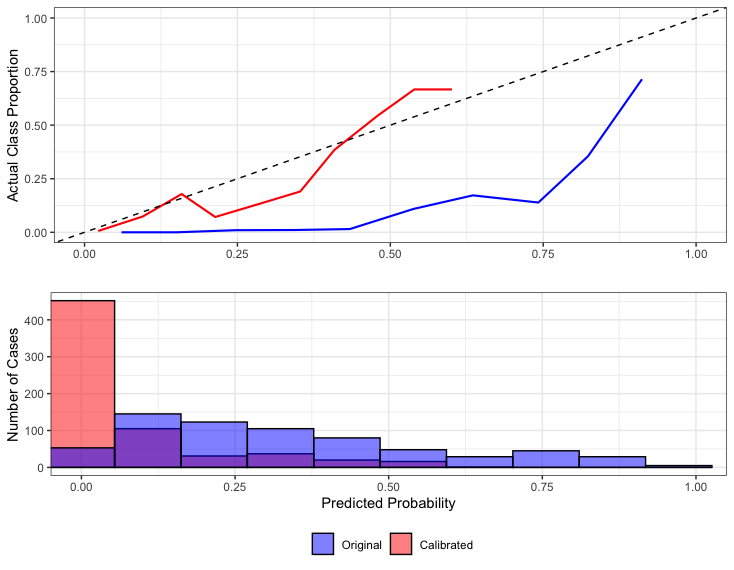 Actual Class Proportion
1.00
0.75
0.50
0.25
0.00
0.00 0.25 0.50 0.75 1.00
Number of Cases
400
300
200
100
0
0.00 0.25 0.50 0.75 1.00
Predicted Probability
Original Calibrated